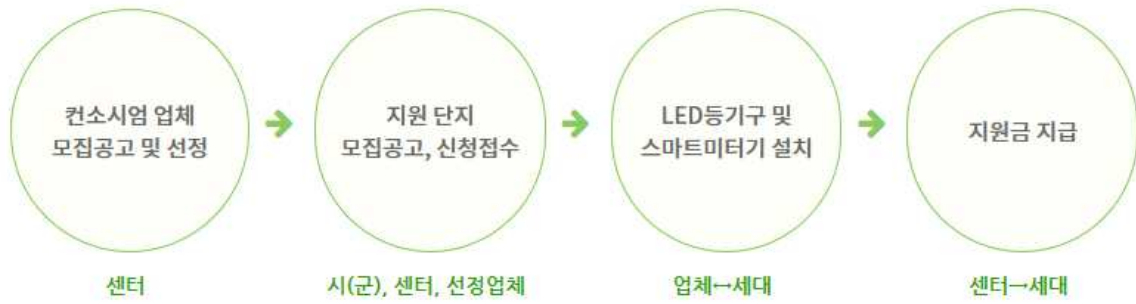 컨소시엄 업체
모집공고 및 선정
지원 단지
모집공고, 신청접수
LED등기구 및
스마트미터기 설치
지원금 지급
센터
시(군), 센터, 선정업체
업체↔세대
센터→세대